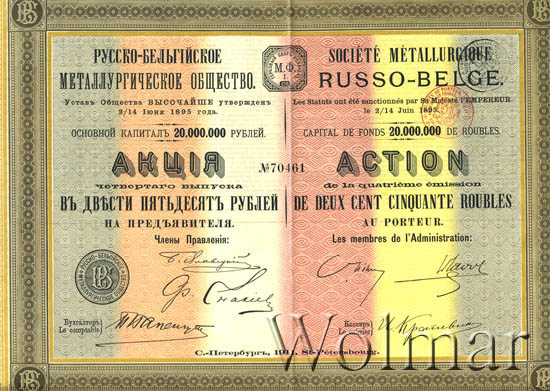 РУССКО-БЕЛЬГІЙСКОЕ
МЕТАЛЛУРГИЧЕСКОЕ ОБЩЕСТВО.
Уставъ Общества ВЫСОЧАЙШЕ утвержденъ
2/14 Іюня 1895 года.
ОСНОВНОЙ КАПИТАЛЪ 20.000.000 РУБЛЕЙ.
АКЦІЯ
четвертаго выпуска
ВЪ ДВѢСТИ ПЯТЬДЕСЯТЪ РУБЛЕЙ
НА ПРЕДЪЯВИТЕЛЯ.
Члены Правленія:
Бухгалтеръ
Le comptable
М.Ф.
I.
№70461
SOCIÉTÉ MÉTALLURGIQUE
RUSSO-BELGE.
Les Statuts ont été sanctionnés par Sa Majesté l'EMPEREUR
le 2/14 Juin 1895.
CAPITAL DE FONDS 20.000.000 DE ROUBLES.
ACTION
de la quatrième émission
DE DEUX CENT CINQUANTE ROUBLES
AU PORTEUR.
Les membres de l'Administration:
Кассиръ
С.-Петербургъ, 1911, St-Pétersbourg.
Wolmar